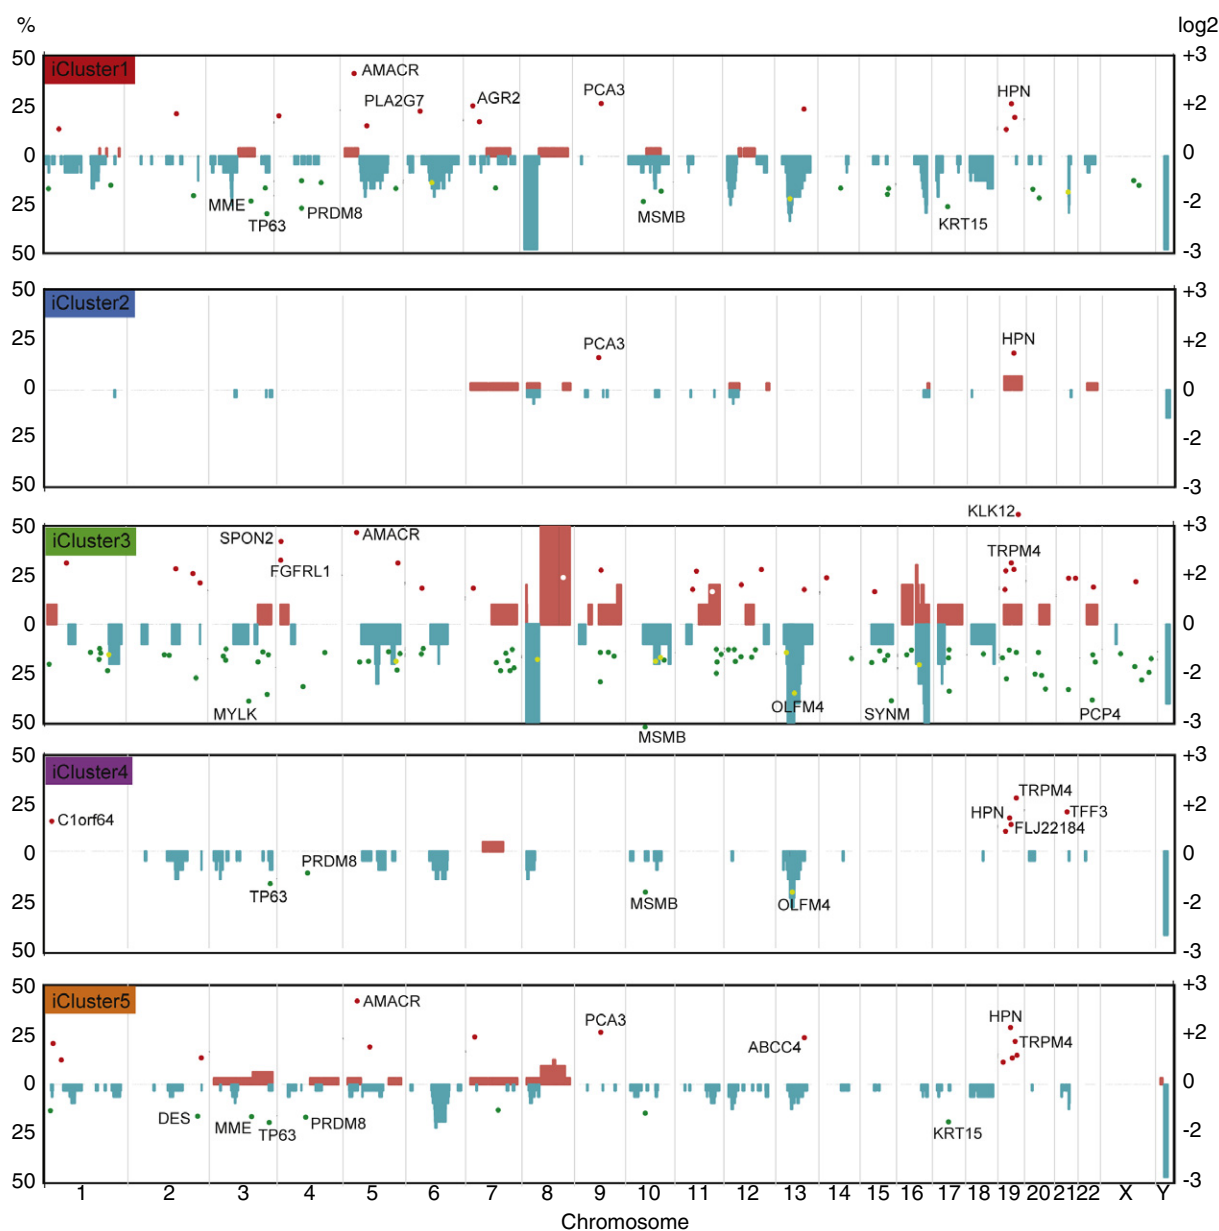 % log2
50 iCluster1 AMACR +3
25 PLA2G7 AGR2 PCA3 HPN +2
0 0
25 MME TP63 PRDM8 MSMB KRT15 -2
50 -3
50 iCluster2 +3
25 PCA3 HPN +2
0 0
25 -2
50 -3
KLK12
50 iCluster3 SPON2 AMACR +3
25 FGFRL1 TRPM4 +2
0 0
25 -2
50 MYLK OLFM4 SYNM PCP4 -3
MSMB
50 iCluster4 +3
25 C1orf64 HPN TRPM4 TFF3 FLJ22184 +2
0 PRDM8 0
25 TP63 MSMB OLFM4 -2
50 -3
50 iCluster5 AMACR +3
25 PCA3 ABCC4 HPN TRPM4 +2
0 0
25 DES MME TP63 PRDM8 KRT15 -2
50 -3
1 2 3 4 5 6 7 8 9 10 11 12 13 14 15 16 17 18 19 20 21 22 X Y
Chromosome